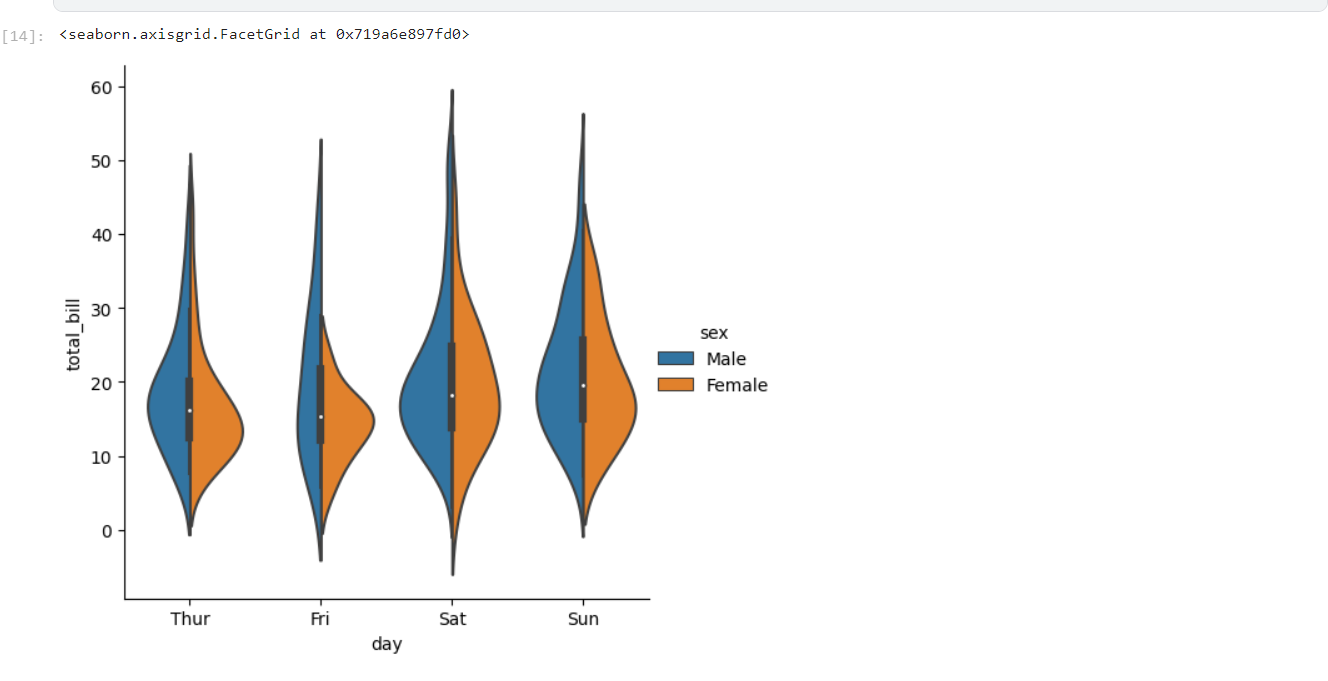 [14]: <seaborn.axisgrid.FacetGrid at 0x719a6e897fd0>
60
50
40
30
20
10
0
total_bill
Thur Fri Sat Sun
day
sex
Male
Female